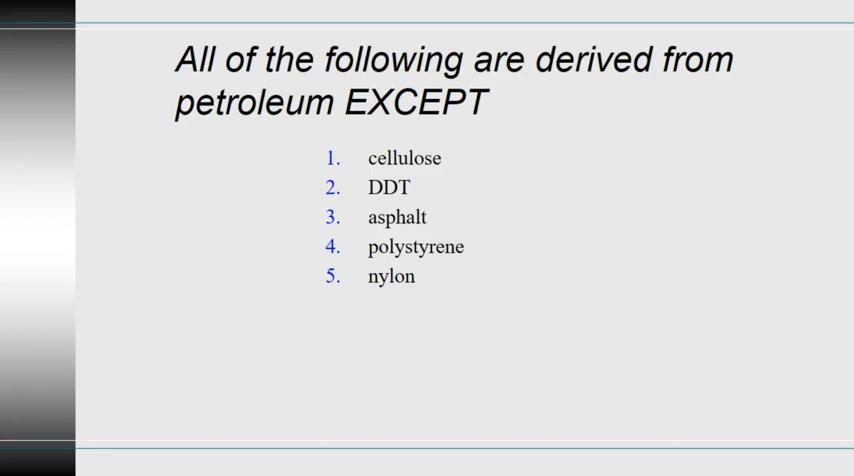 All of the following are derived from
petroleum EXCEPT
1. cellulose
2. DDT
3. asphalt
4. polystyrene
5. nylon